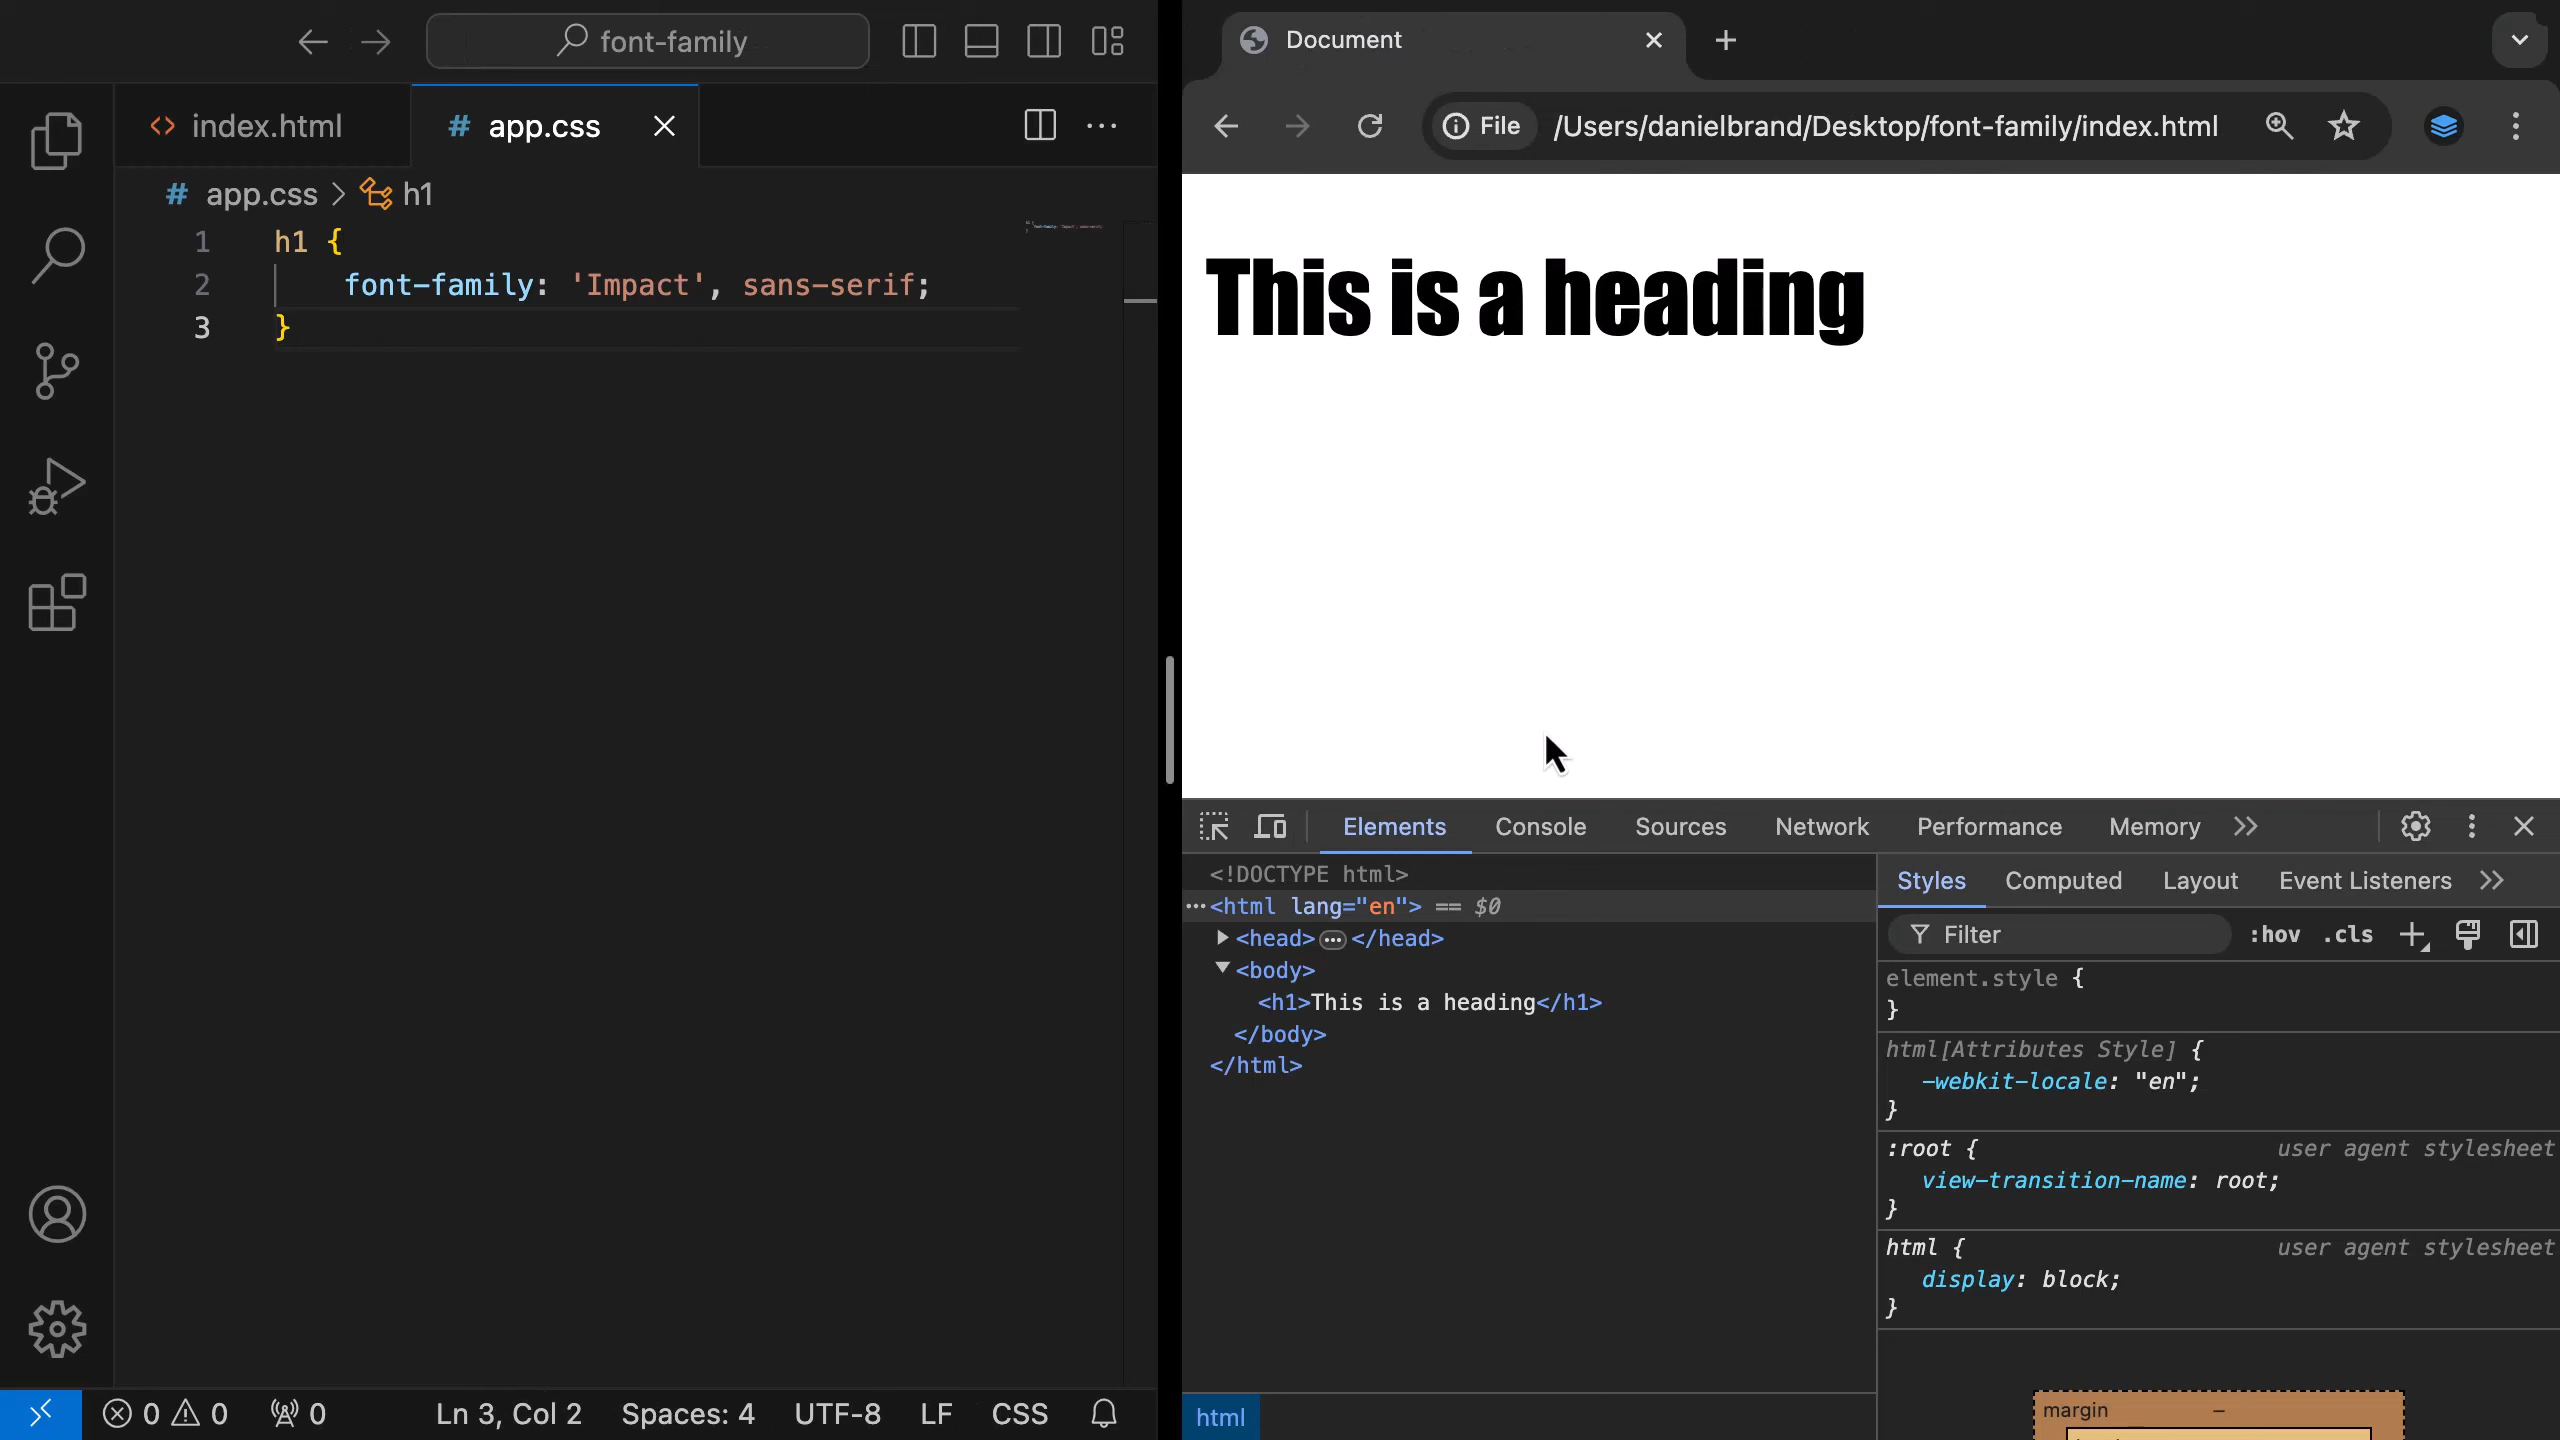 font-family
index.html
# app.css
# app.css > h1
1 h1 {
2 font-family: 'Impact', sans-serif;
3 }
0 0 0
Ln 3, Col 2 Spaces: 4 UTF-8 LF CSS
Document
File /Users/danielbrand/Desktop/font-family/index.html
This is a heading
Elements Console Sources Network Performance Memory
<!DOCTYPE html>
<html lang="en"> == $0
<head>…</head>
<body>
<h1>This is a heading</h1>
</body>
</html>
html
Styles Computed Layout Event Listeners
Filter :hov .cls
element.style {
}
html[Attributes Style] {
-webkit-locale: "en";
}
:root { user agent stylesheet
view-transition-name: root;
}
html { user agent stylesheet
display: block;
}
margin –